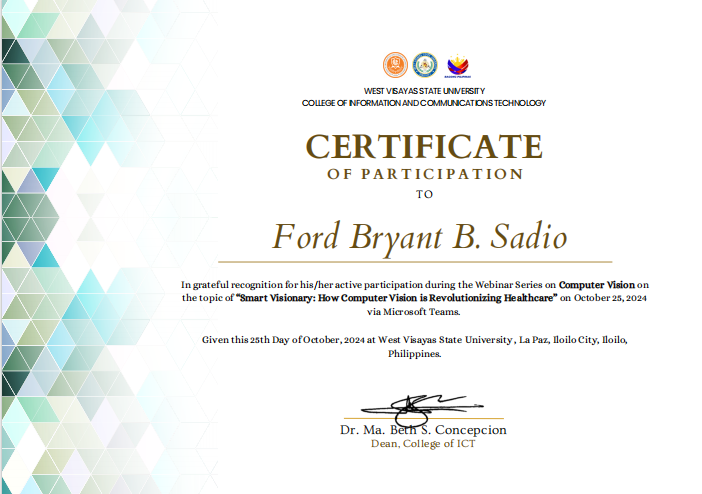 WEST VISAYAS STATE UNIVERSITY
COLLEGE OF INFORMATION AND COMMUNICATIONS TECHNOLOGY
CERTIFICATE
OF PARTICIPATION
TO
Ford Bryant B. Sadio
In grateful recognition for his/her active participation during the Webinar Series on Computer Vision on
the topic of “Smart Visionary: How Computer Vision is Revolutionizing Healthcare” on October 25, 2024
via Microsoft Teams.
Given this 25th Day of October, 2024 at West Visayas State University, La Paz, Iloilo City, Iloilo,
Philippines.
Dr. Ma. Beth S. Concepcion
Dean, College of ICT